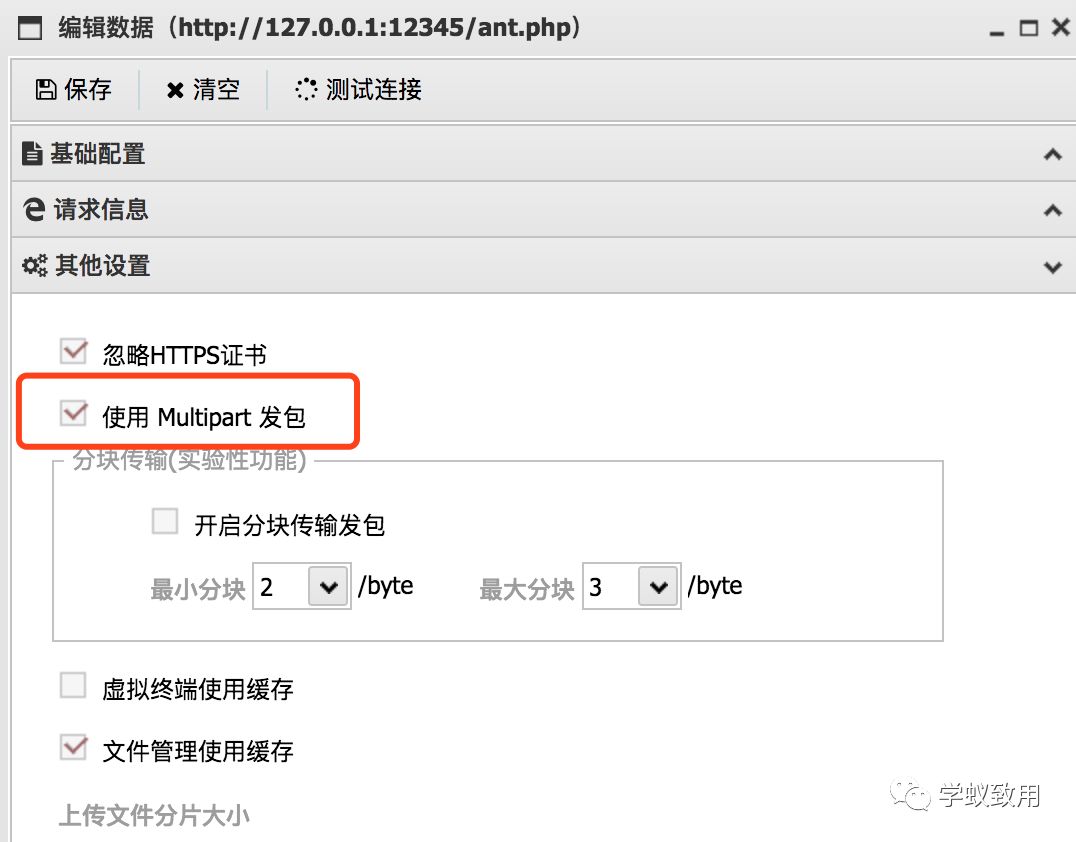 编辑数据（http://127.0.0.1:12345/ant.php）
保存 清空 测试连接
基础配置
请求信息
其他设置
忽略HTTPS证书
使用 Multipart 发包
分块传输(实验性功能)
开启分块传输发包
最小分块 2 /byte 最大分块 3 /byte
虚拟终端使用缓存
文件管理使用缓存
上传文件分片大小
学蚁致用